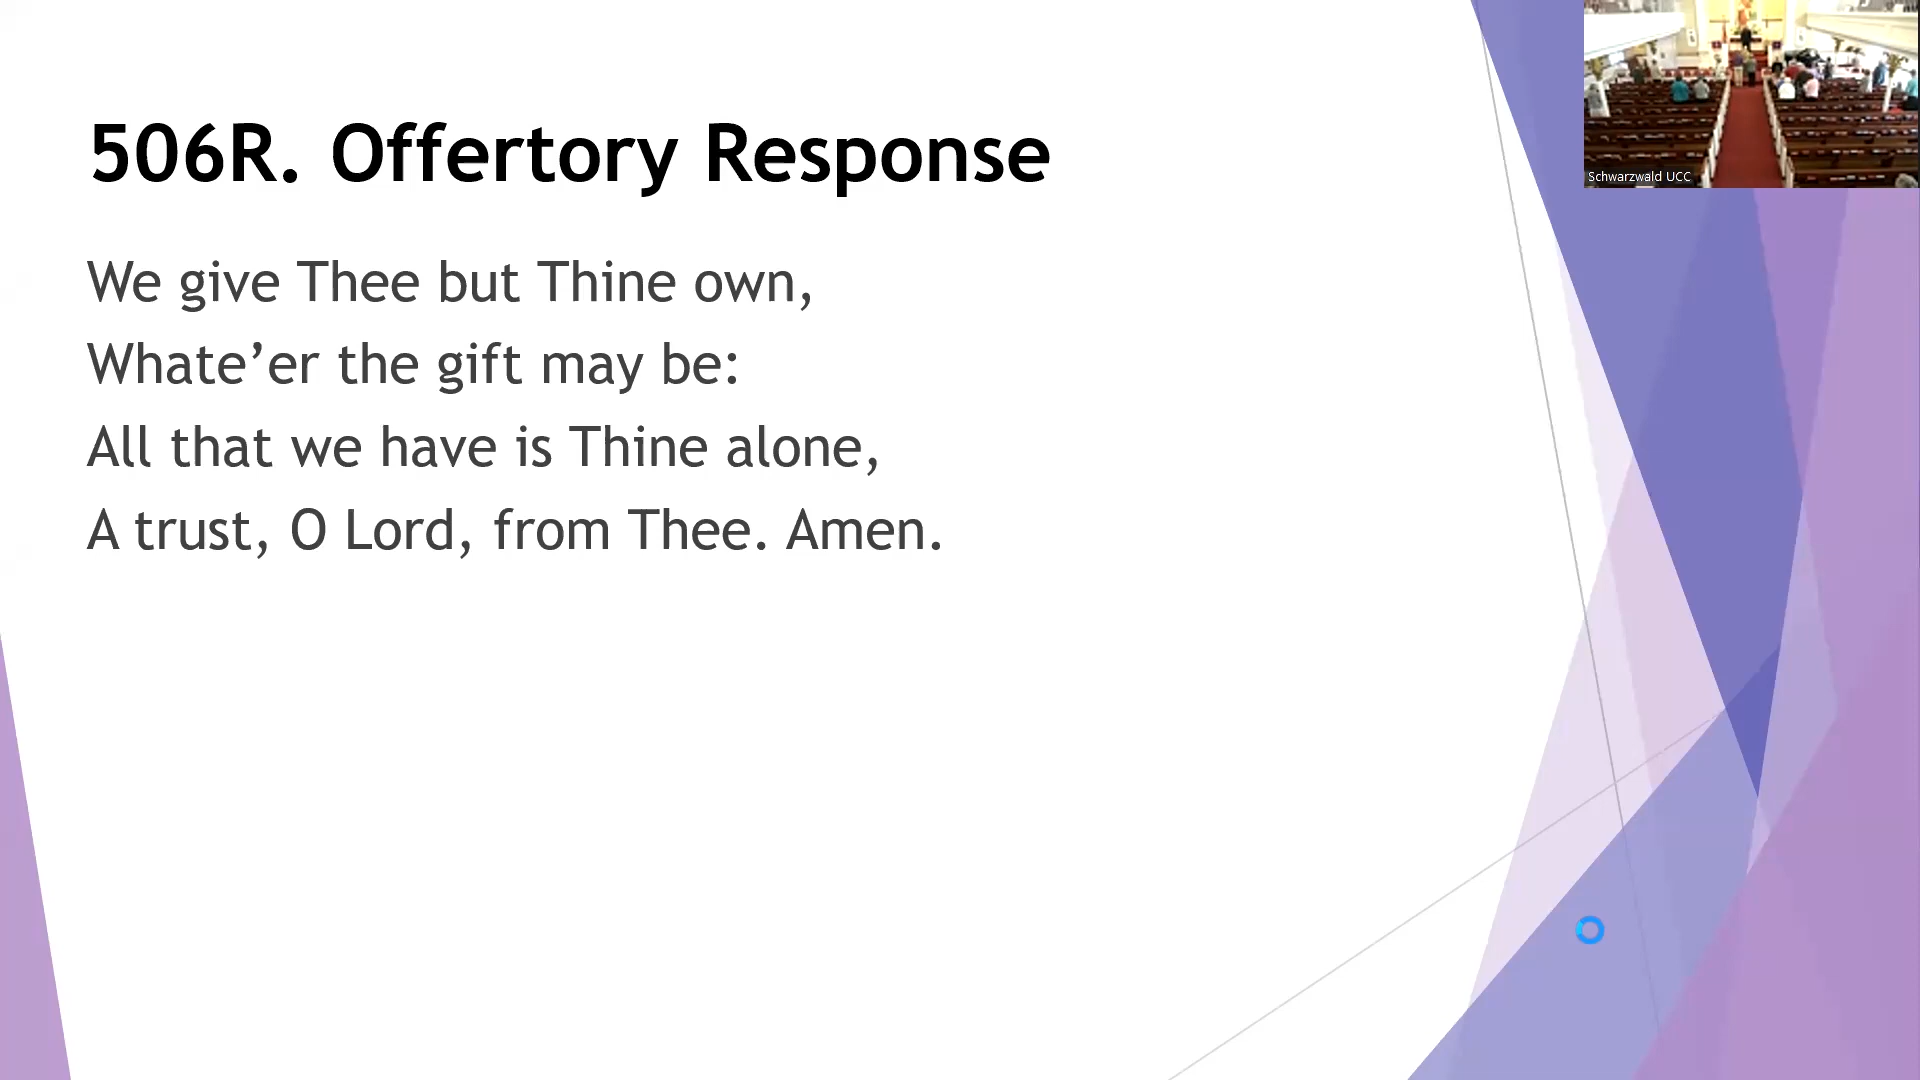 506R. Offertory Response
We give Thee but Thine own,
Whate’er the gift may be:
All that we have is Thine alone,
A trust, O Lord, from Thee. Amen.
Schwarzwald UCC